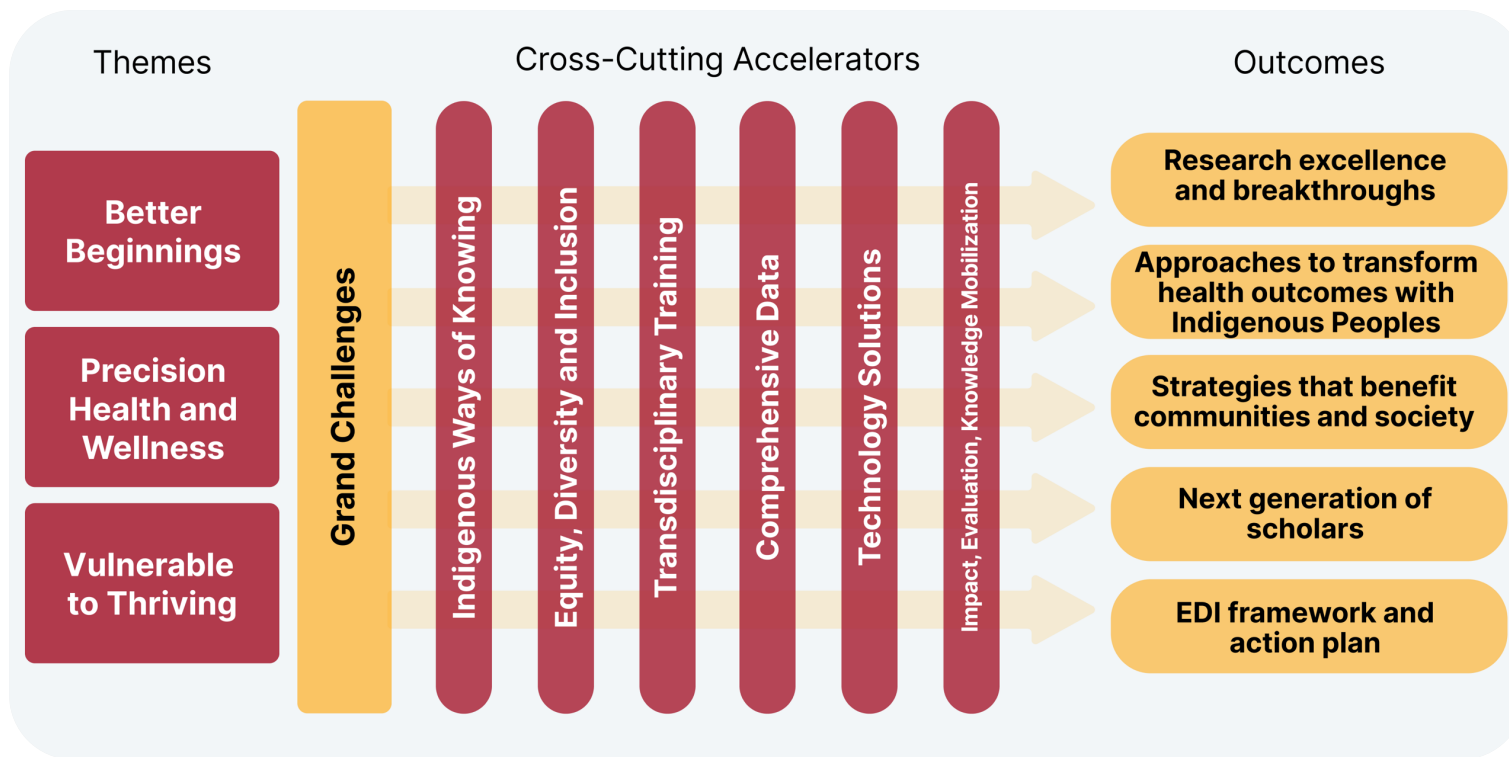 Themes
Better
Beginnings
Precision
Health and
Wellness
Vulnerable
to Thriving
Grand Challenges
Cross-Cutting Accelerators
Indigenous Ways of Knowing
Equity, Diversity and Inclusion
Transdisciplinary Training
Comprehensive Data
Technology Solutions
Impact, Evaluation, Knowledge Mobilization
Outcomes
Research excellence
and breakthroughs
Approaches to transform
health outcomes with
Indigenous Peoples
Strategies that benefit
communities and society
Next generation of
scholars
EDI framework and
action plan